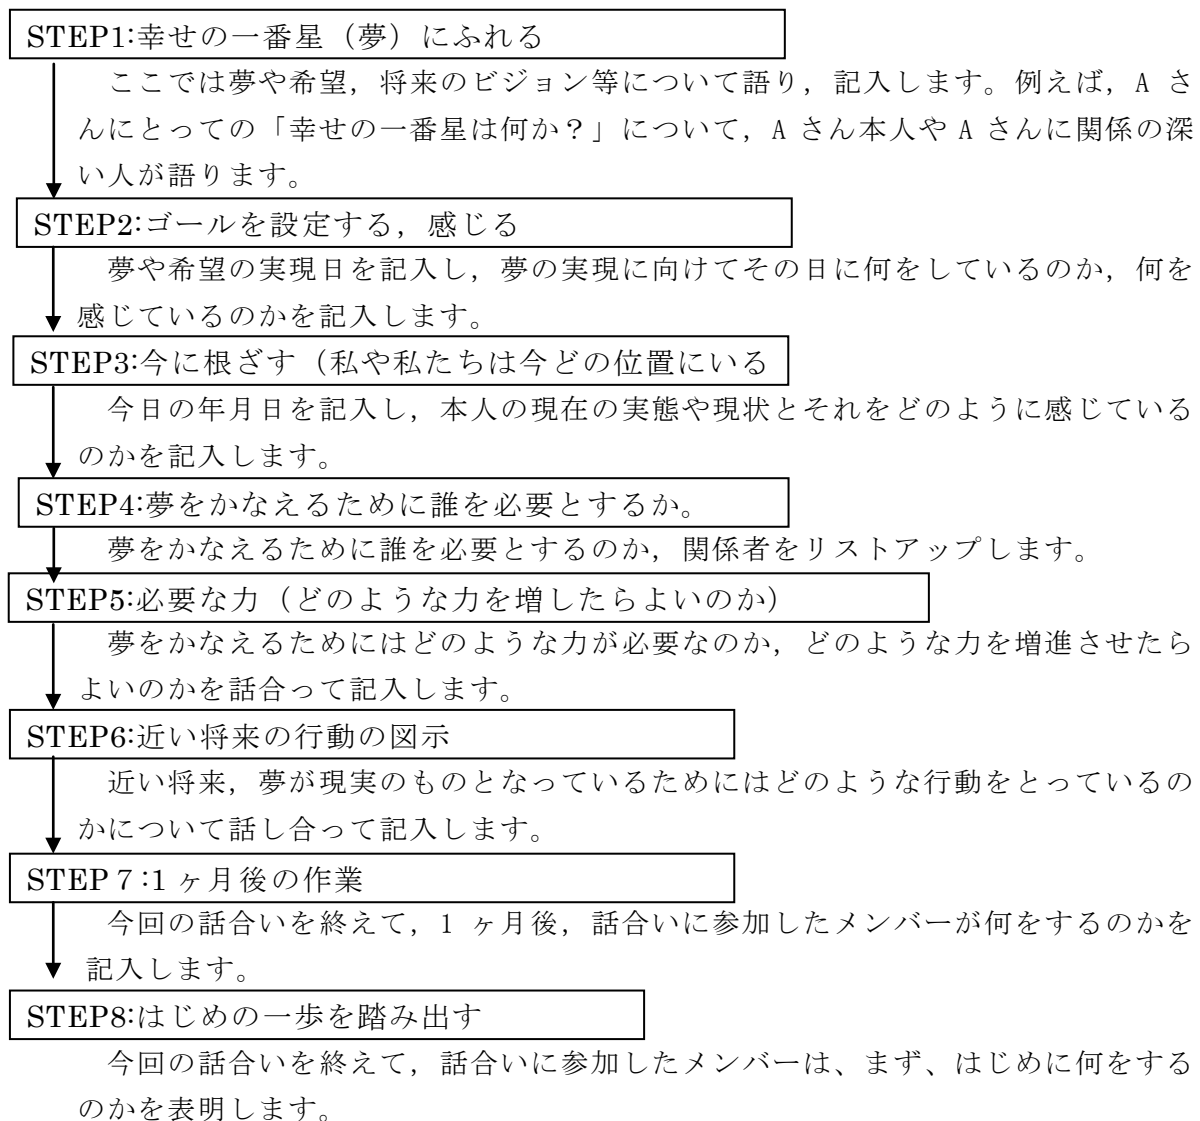 STEP1:幸せの一番星（夢）にふれる
ここでは夢や希望，将来のビジョン等について語り，記入します。例えば，A さ
んにとっての「幸せの一番星は何か？」について，A さん本人や A さんに関係の深
い人が語ります。
STEP2:ゴールを設定する，感じる
夢や希望の実現日を記入し，夢の実現に向けてその日に何をしているのか，何を
感じているのかを記入します。
STEP3:今に根ざす（私や私たちは今どの位置にいる
今日の年月日を記入し，本人の現在の実態や現状とそれをどのように感じている
のかを記入します。
STEP4:夢をかなえるために誰を必要とするか。
夢をかなえるために誰を必要とするのか，関係者をリストアップします。
STEP5:必要な力（どのような力を増したらよいのか）
夢をかなえるためにはどのような力が必要なのか，どのような力を増進させたら
よいのかを話合って記入します。
STEP6:近い将来の行動の図示
近い将来，夢が現実のものとなっているためにはどのような行動をとっているの
かについて話し合って記入します。
STEP７:1 ヶ月後の作業
今回の話合いを終えて，1 ヶ月後，話合いに参加したメンバーが何をするのかを
記入します。
STEP8:はじめの一歩を踏み出す
今回の話合いを終えて，話合いに参加したメンバーは、まず、はじめに何をする
のかを表明します。